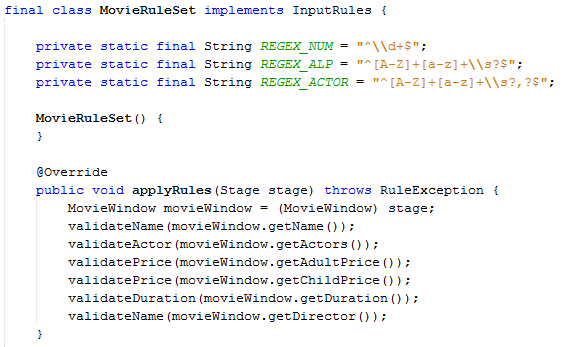 final class MovieRuleSet implements InputRules {
private static final String REGEX_NUM = "^\\d+$";
private static final String REGEX_ALP = "^[A-Z]+[a-z]+\\s?$";
private static final String REGEX_ACTOR = "^[A-Z]+[a-z]+\\s?,?$";
MovieRuleSet() {
}
@Override
public void applyRules(Stage stage) throws RuleException {
MovieWindow movieWindow = (MovieWindow) stage;
validateName(movieWindow.getName());
validateActor(movieWindow.getActors());
validatePrice(movieWindow.getAdultPrice());
validatePrice(movieWindow.getChildPrice());
validateDuration(movieWindow.getDuration());
validateName(movieWindow.getDirector());
}